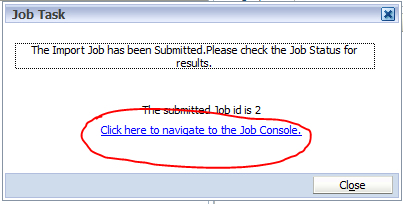 Job Task
The Import Job has been Submitted.Please check the Job Status for
results.
The submitted Job id is 2
Click here to navigate to the Job Console.
Close